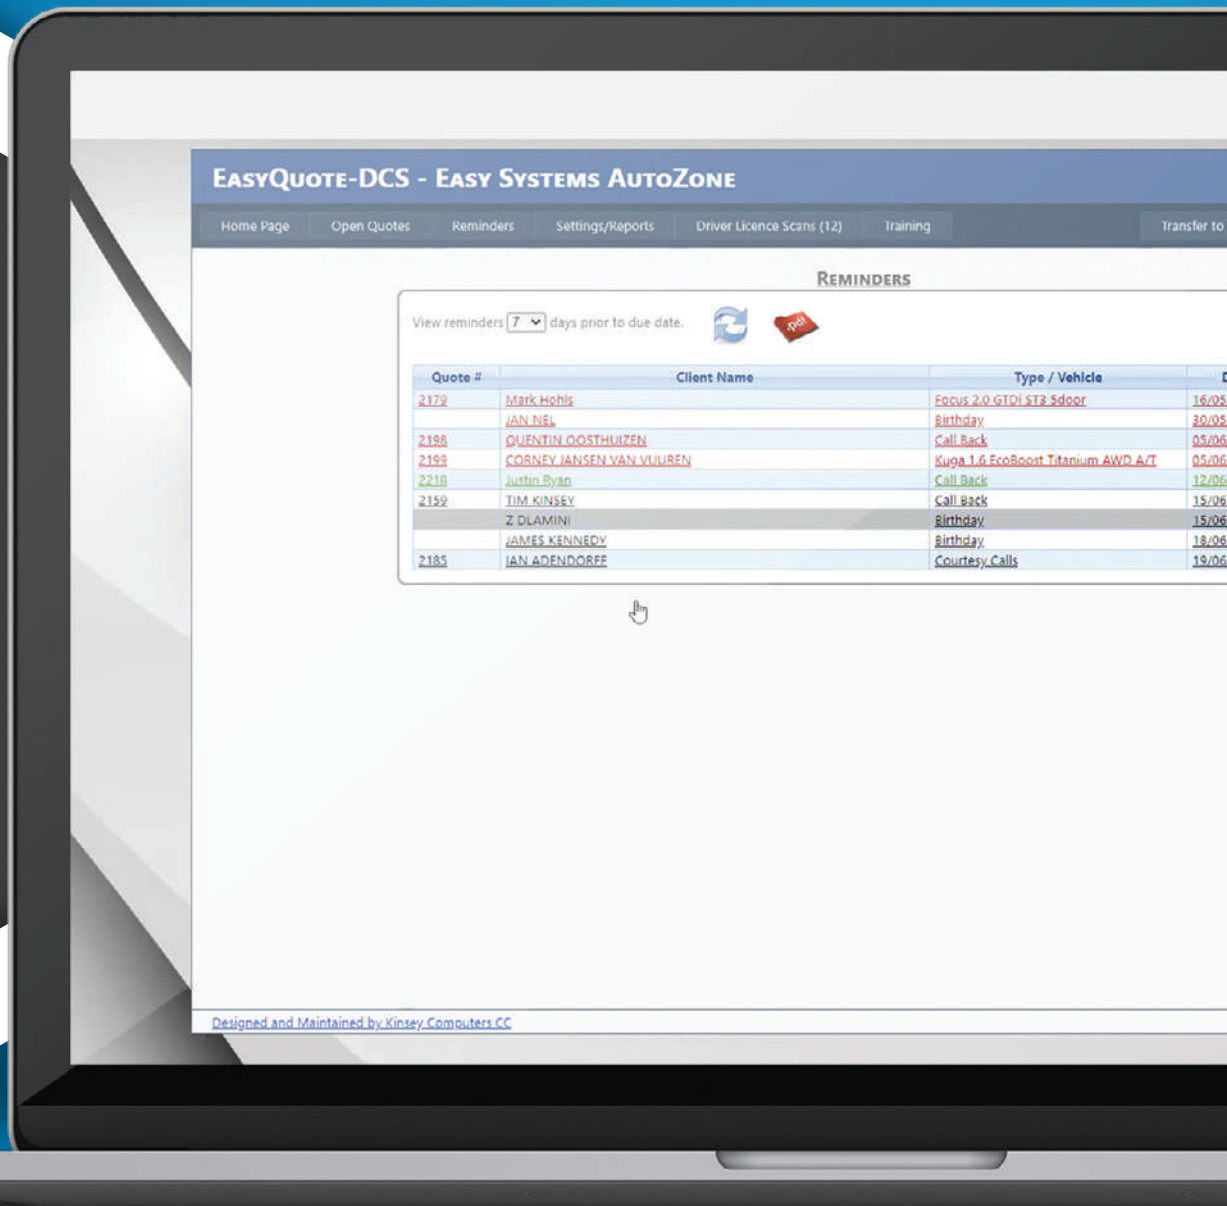 EasyQuote-DCS - Easy Systems AutoZone
Home Page Open Quotes Reminders Settings/Reports Driver Licence Scans (12) Training Transfer to
Reminders
View reminders 7 days prior to due date.
.pdf
Quote # Client Name Type / Vehicle
2179 Mark Hohls Focus 2.0 GTDi ST3 5door 16/05
JAN NEL Birthday 30/05
2198 QUENTIN OOSTHUIZEN Call Back 05/06
2199 CORNEY JANSEN VAN VUUREN Kuga 1.6 EcoBoost Titanium AWD A/T 05/06
2218 Justin Ryan Call Back 12/06
2159 TIM KINSEY Call Back 15/06
Z DLAMINI Birthday 15/06
JAMES KENNEDY Birthday 18/06
2185 IAN ADENDORFF Courtesy Calls 19/06
Designed and Maintained by Kinsey Computers CC